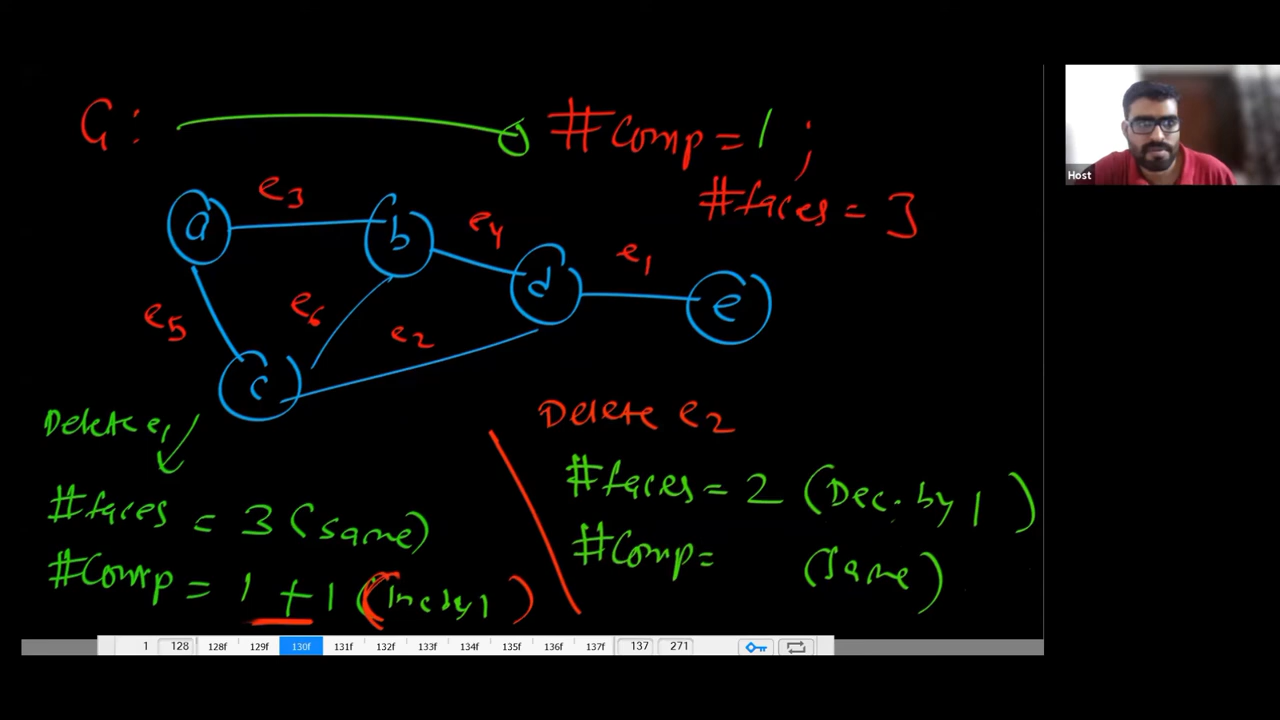 G: #Comp = 1 ;
#faces = 3
e3
a
b
e4
d
e1
e
e5
e6
e2
c
Delete e1
#faces = 3 (Same)
#Comp = 1 + 1 (Inc by 1)
Delete e2
#faces = 2 (Dec. by 1)
#Comp = (Same)
Host
1 128 128f 129f 130f 131f 132f 133f 134f 135f 136f 137f 137 271